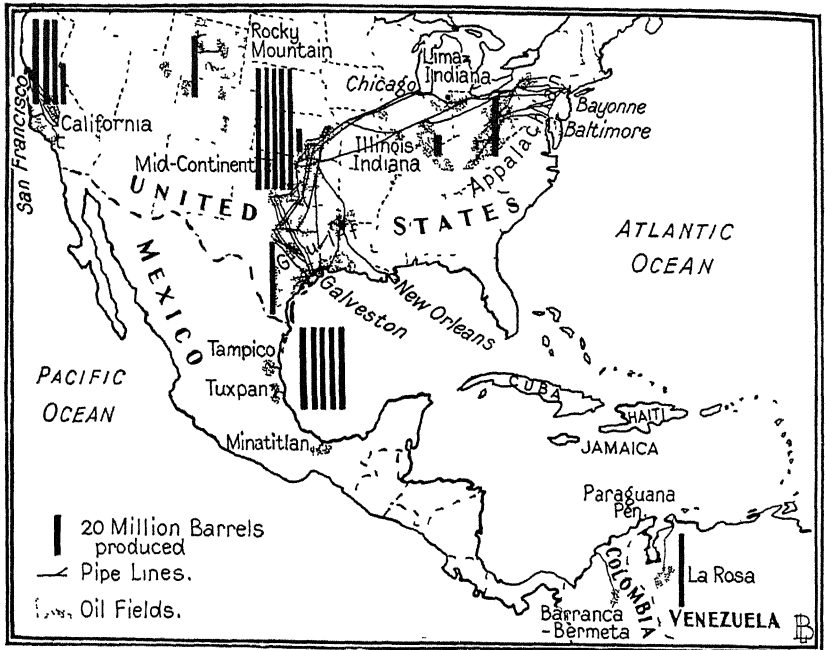 Rocky
Mountain
Lima-
Indiana
Chicago
San Francisco
California
Bayonne
Baltimore
Illinois
Indiana
Appalac
Mid-Continent
UNITED
STATES
MEXICO
Gulf
Galveston
New Orleans
ATLANTIC
OCEAN
Tampico
Tuxpan
PACIFIC
OCEAN
CUBA
HAITI
JAMAICA
Minatitlan
Paraguana
Pen.
20 Million Barrels
produced
Pipe Lines.
Oil Fields.
COLOMBIA
La Rosa
Barranca
-Bermeta
VENEZUELA